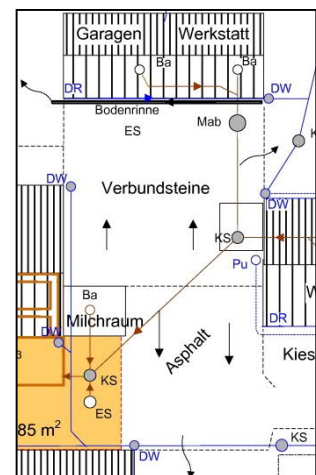 Garagen Werkstatt
Ba Ba
DR DW
Bodenrinne
ES Mab
K
DW DW
Verbundsteine
KS
Pu
Ba
Milchraum
W
DR
DW
Asphalt
Kies
3
KS
ES
85 m²
DW
KS